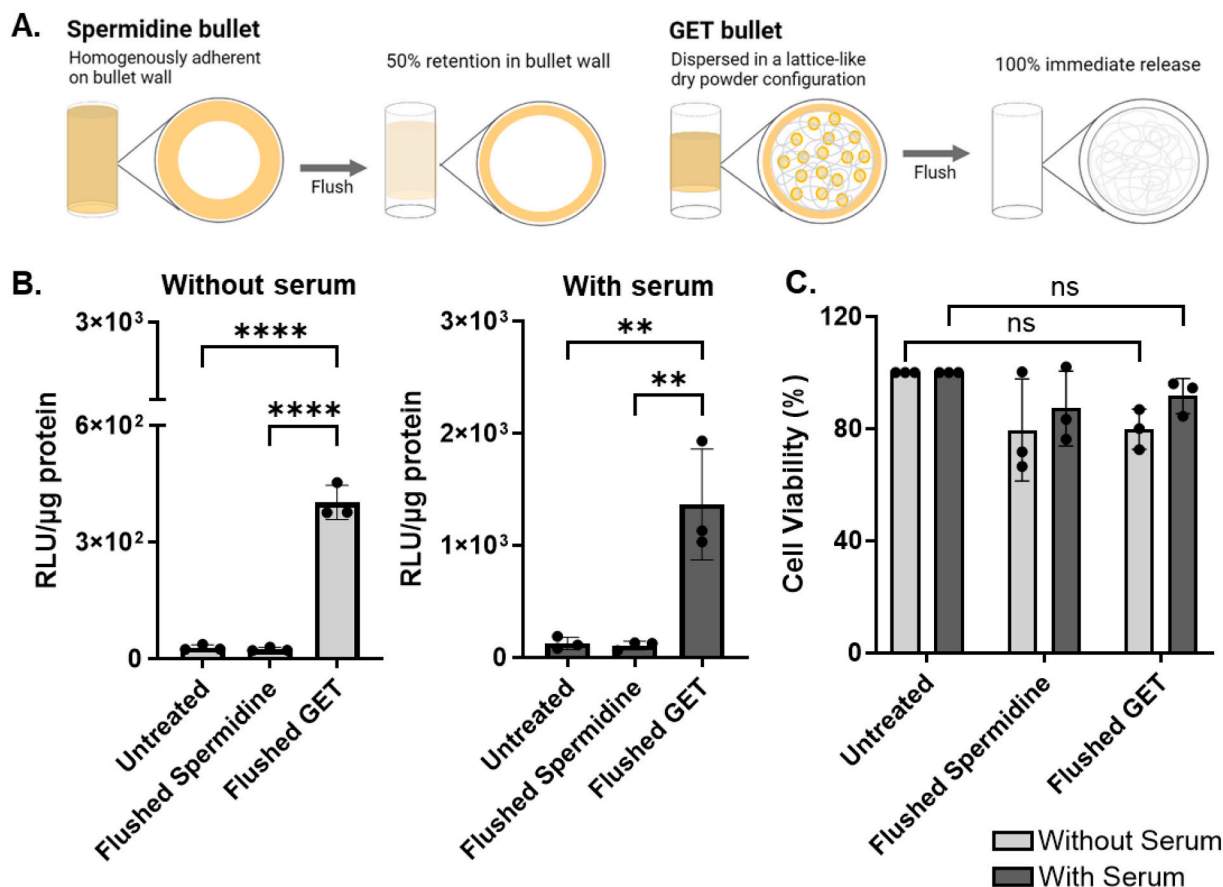 A.
Spermidine bullet
Homogenously adherent
on bullet wall
50% retention in bullet wall
Flush
GET bullet
Dispersed in a lattice-like
dry powder configuration
100% immediate release
Flush
B.
Without serum
3×10³
6×10²
3×10²
0
RLU/µg protein
****
****
Untreated
Flushed Spermidine
Flushed GET
With serum
3×10³
2×10³
1×10³
0
RLU/µg protein
**
**
Untreated
Flushed Spermidine
Flushed GET
C.
120
80
40
0
Cell Viability (%)
ns
ns
Untreated
Flushed Spermidine
Flushed GET
Without Serum
With Serum